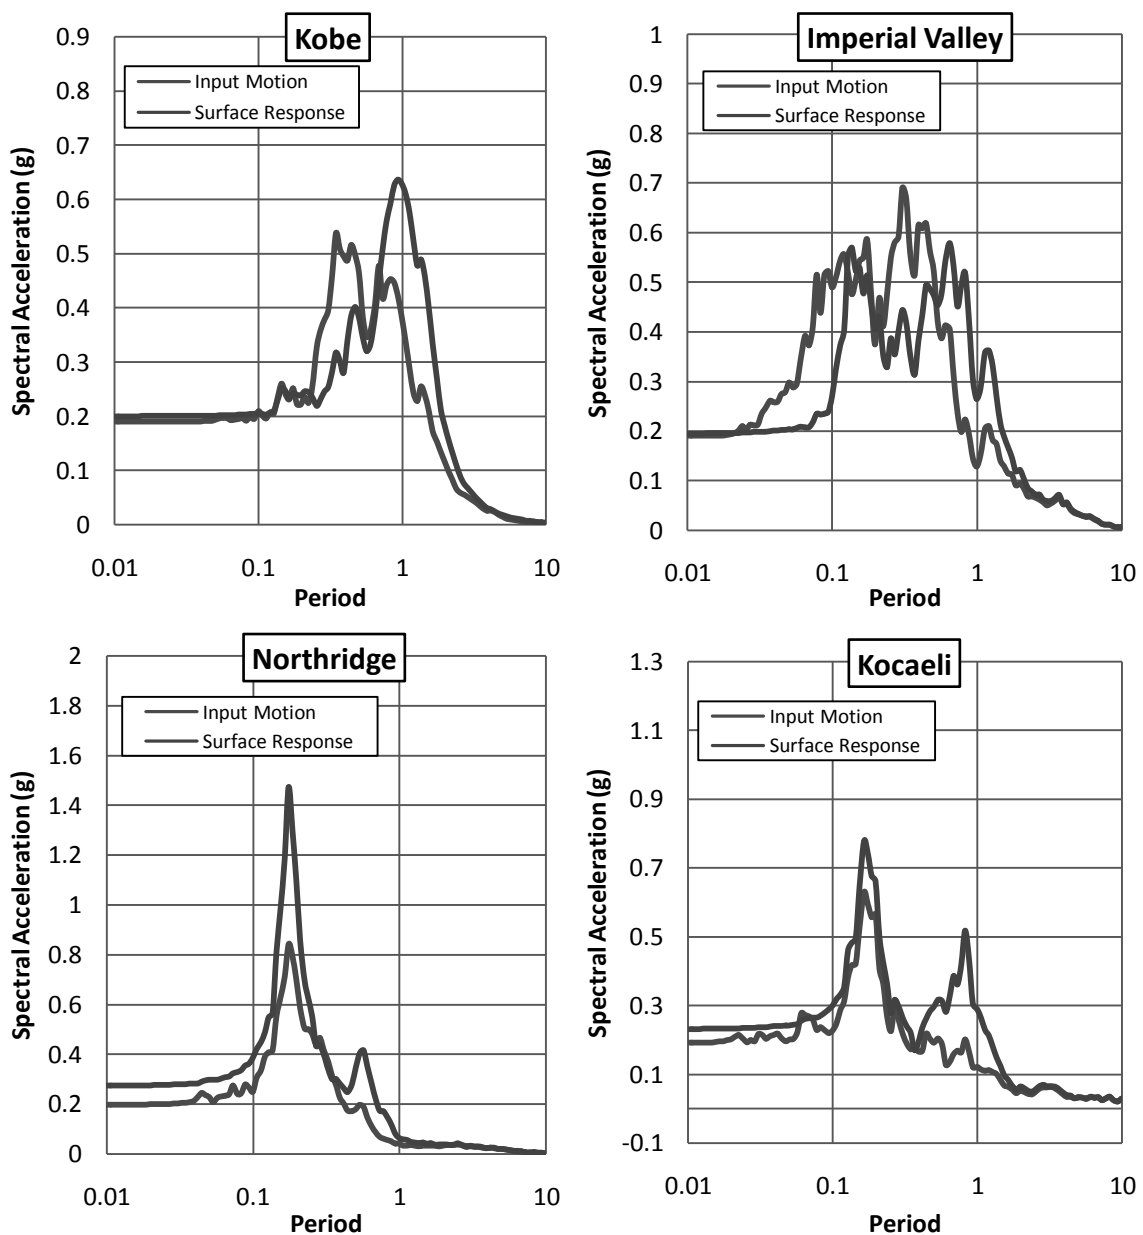 Kobe
Input Motion
Surface Response
Spectral Acceleration (g)
0.9
0.8
0.7
0.6
0.5
0.4
0.3
0.2
0.1
0
0.01 0.1 1 10
Period
Imperial Valley
Input Motion
Surface Response
Spectral Acceleration (g)
1
0.9
0.8
0.7
0.6
0.5
0.4
0.3
0.2
0.1
0
0.01 0.1 1 10
Period
Northridge
Input Motion
Surface Response
Spectral Acceleration (g)
2
1.8
1.6
1.4
1.2
1
0.8
0.6
0.4
0.2
0
0.01 0.1 1 10
Period
Kocaeli
Input Motion
Surface Response
Spectral Acceleration (g)
1.3
1.1
0.9
0.7
0.5
0.3
0.1
-0.1
0.01 0.1 1 10
Period